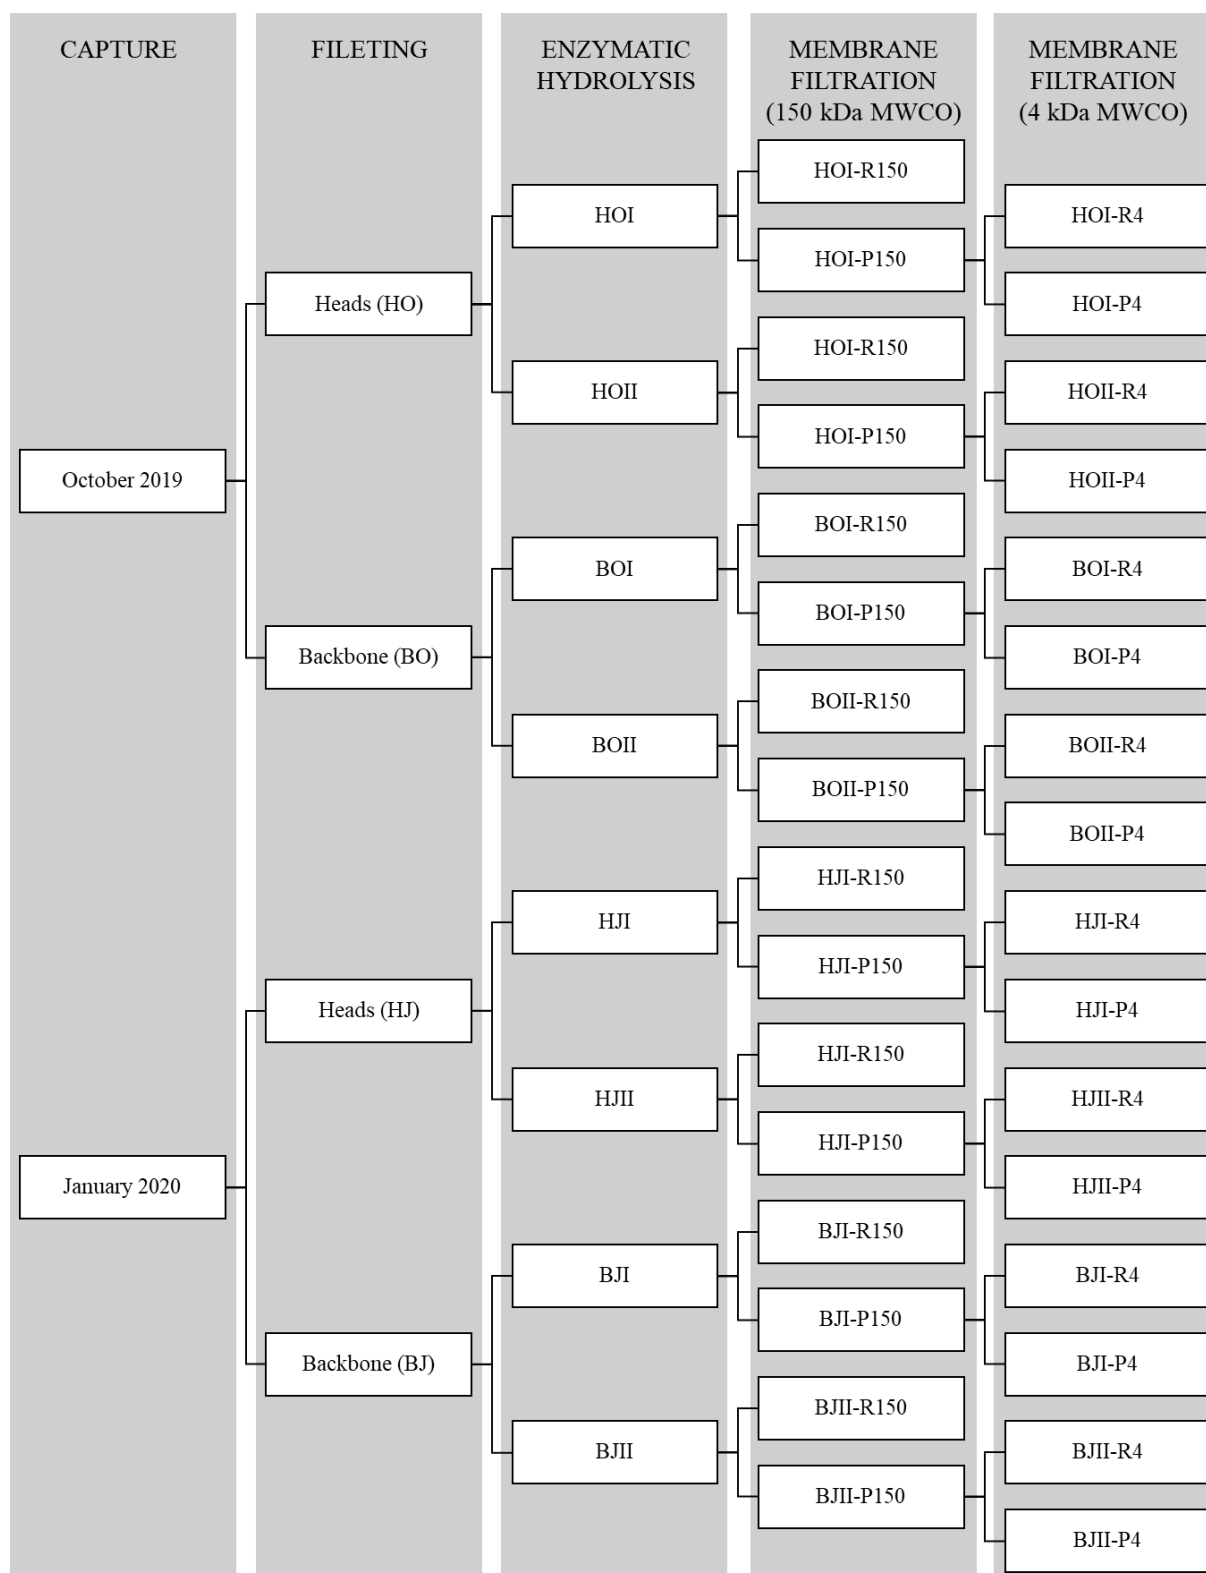 CAPTURE
FILETING
ENZYMATIC
HYDROLYSIS
MEMBRANE
FILTRATION
(150 kDa MWCO)
MEMBRANE
FILTRATION
(4 kDa MWCO)
October 2019
January 2020
Heads (HO)
Backbone (BO)
Heads (HJ)
Backbone (BJ)
HOI
HOII
BOI
BOII
HJI
HJII
BJI
BJII
HOI-R150
HOI-P150
HOI-R150
HOI-P150
BOI-R150
BOI-P150
BOII-R150
BOII-P150
HJI-R150
HJI-P150
HJI-R150
HJI-P150
BJI-R150
BJI-P150
BJII-R150
BJII-P150
HOI-R4
HOI-P4
HOII-R4
HOII-P4
BOI-R4
BOI-P4
BOII-R4
BOII-P4
HJI-R4
HJI-P4
HJII-R4
HJII-P4
BJI-R4
BJI-P4
BJII-R4
BJII-P4